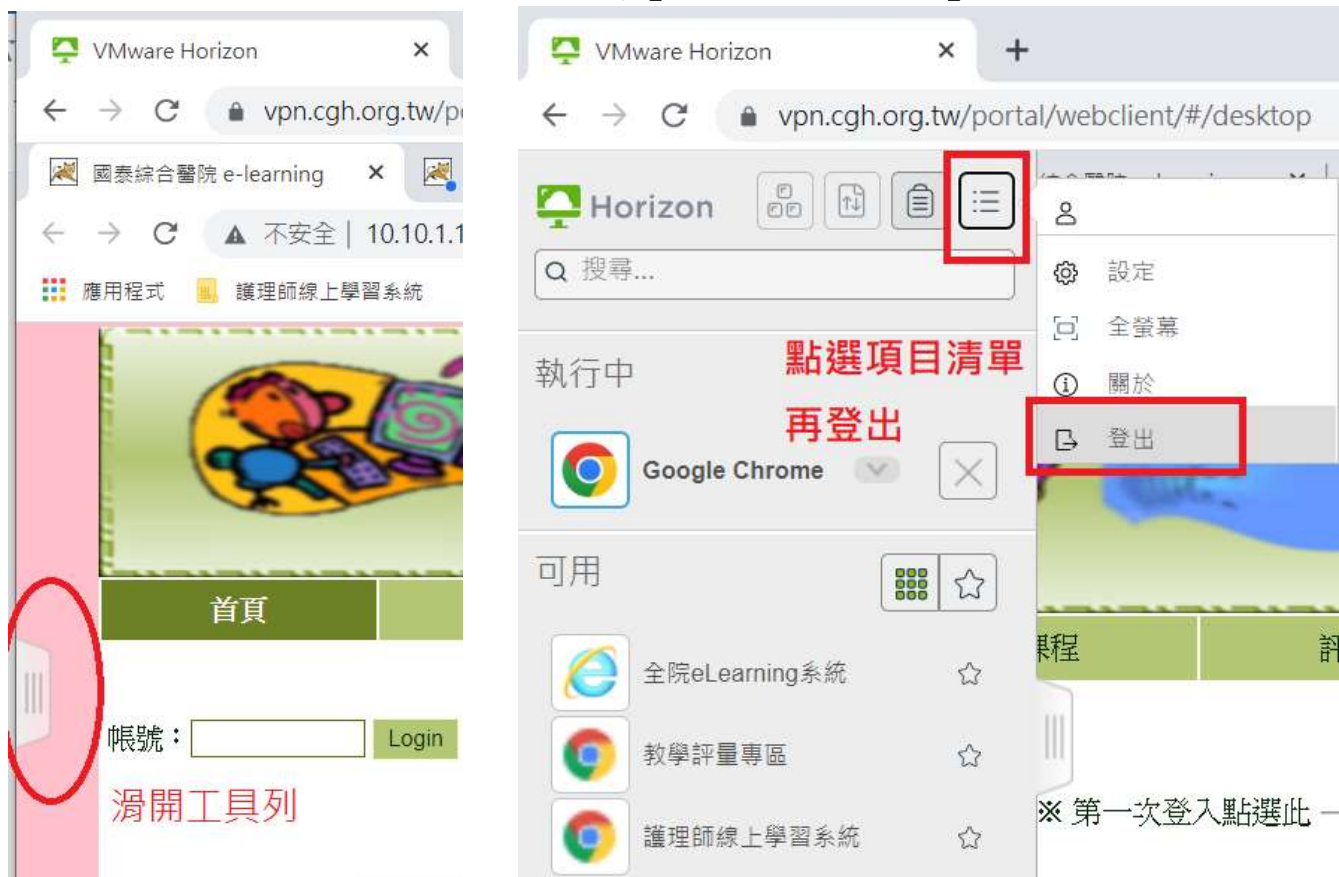 VMware Horizon
vpn.cgh.org.tw/p
國泰綜合醫院 e-learning
不安全 | 10.10.1.1
應用程式
護理師線上學習系統
首頁
帳號：
Login
滑開工具列
VMware Horizon
vpn.cgh.org.tw/portal/webclient/#/desktop
Horizon
搜尋...
設定
全螢幕
關於
登出
執行中
點選項目清單
再登出
Google Chrome
可用
全院eLearning系統
教學評量專區
護理師線上學習系統
課程
※ 第一次登入點選此